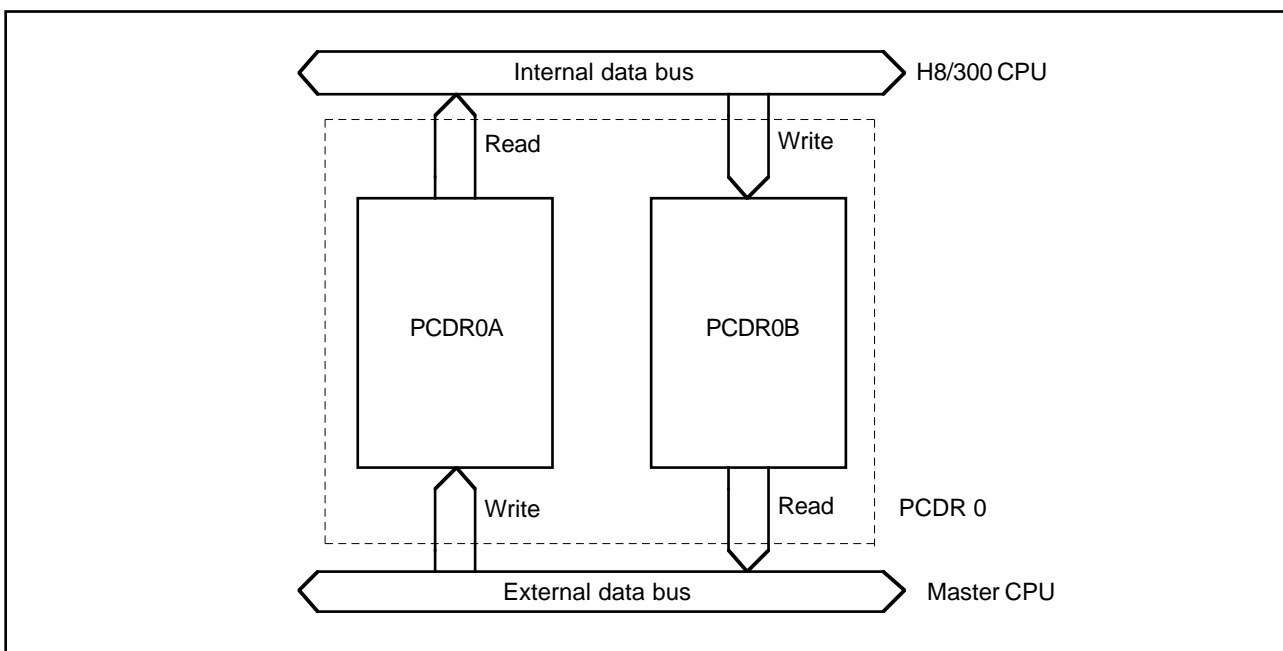 Internal data bus
H8/300 CPU
Read
Write
PCDR0A
PCDR0B
Write
Read
PCDR 0
External data bus
Master CPU